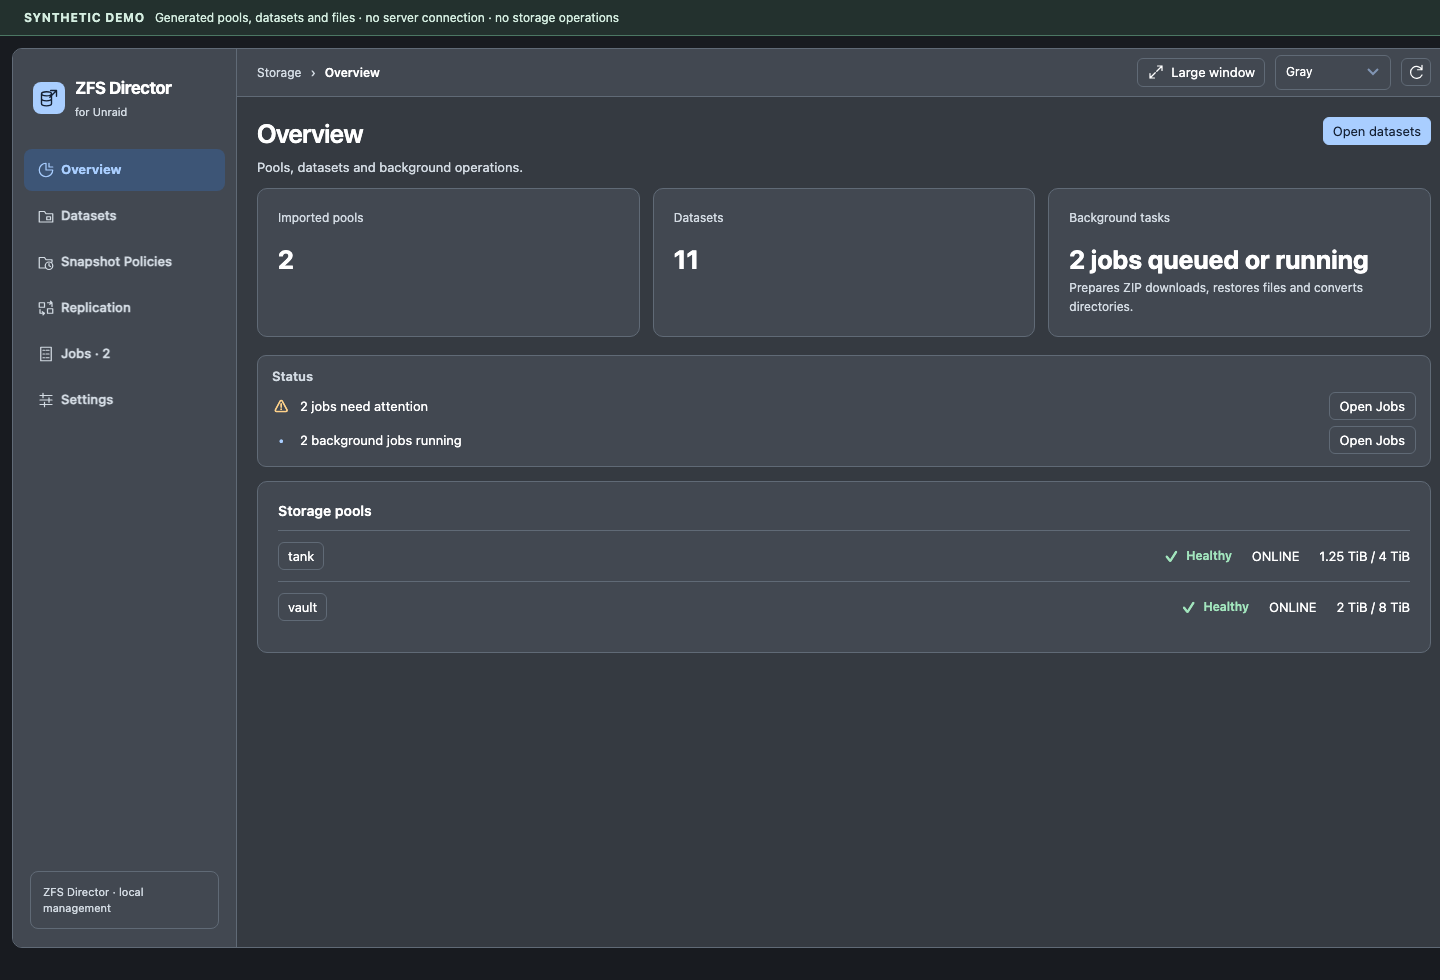 SYNTHETIC DEMO Generated pools, datasets and files · no server connection · no storage operations
ZFS Director
for Unraid
Overview
Datasets
Snapshot Policies
Replication
Jobs · 2
Settings
ZFS Director · local
management
Storage › Overview
Large window
Gray
Overview
Open datasets
Pools, datasets and background operations.
Imported pools
2
Datasets
11
Background tasks
2 jobs queued or running
Prepares ZIP downloads, restores files and converts
directories.
Status
2 jobs need attention
Open Jobs
2 background jobs running
Open Jobs
Storage pools
tank Healthy ONLINE 1.25 TiB / 4 TiB
vault Healthy ONLINE 2 TiB / 8 TiB